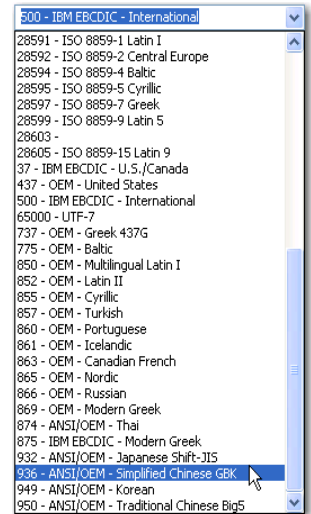 500 - IBM EBCDIC - International
28591 - ISO 8859-1 Latin I
28592 - ISO 8859-2 Central Europe
28594 - ISO 8859-4 Baltic
28595 - ISO 8859-5 Cyrillic
28597 - ISO 8859-7 Greek
28599 - ISO 8859-9 Latin 5
28603 -
28605 - ISO 8859-15 Latin 9
37 - IBM EBCDIC - U.S./Canada
437 - OEM - United States
500 - IBM EBCDIC - International
65000 - UTF-7
737 - OEM - Greek 437G
775 - OEM - Baltic
850 - OEM - Multilingual Latin I
852 - OEM - Latin II
855 - OEM - Cyrillic
857 - OEM - Turkish
860 - OEM - Portuguese
861 - OEM - Icelandic
863 - OEM - Canadian French
865 - OEM - Nordic
866 - OEM - Russian
869 - OEM - Modern Greek
874 - ANSI/OEM - Thai
875 - IBM EBCDIC - Modern Greek
932 - ANSI/OEM - Japanese Shift-JIS
936 - ANSI/OEM - Simplified Chinese GBK
949 - ANSI/OEM - Korean
950 - ANSI/OEM - Traditional Chinese Big5